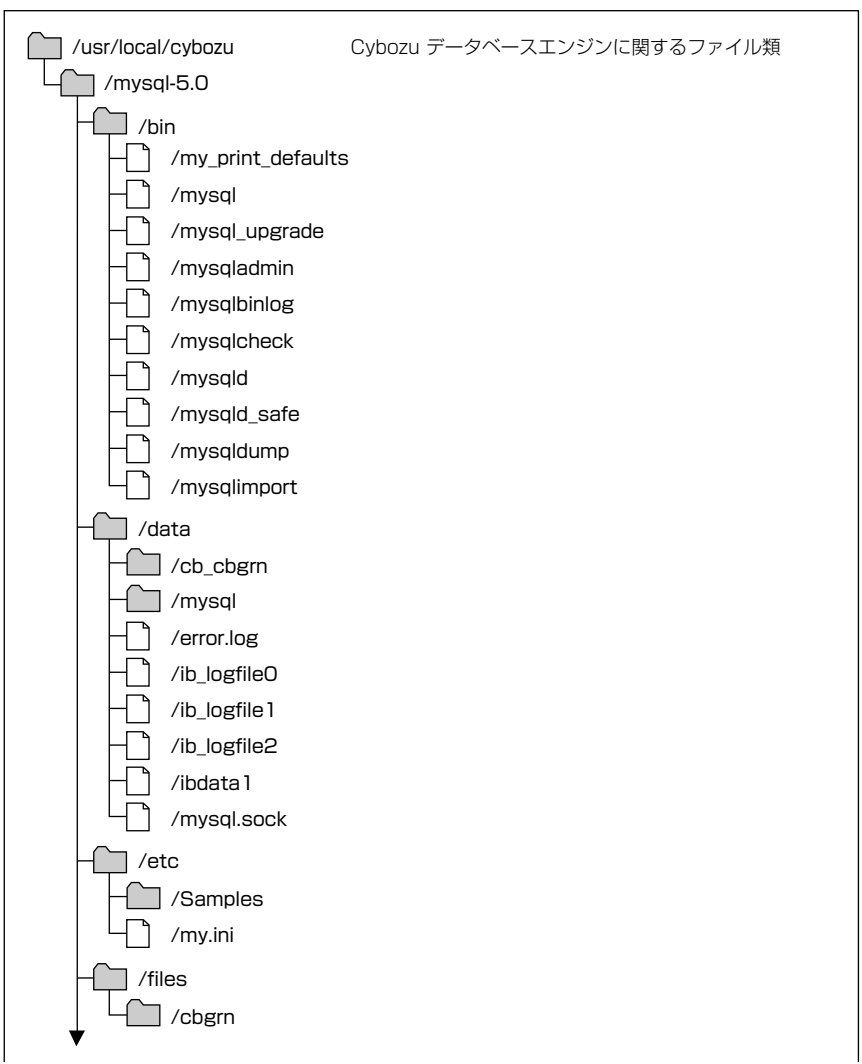 /usr/local/cybozu Cybozu データベースエンジンに関するファイル類
/mysql-5.0
/bin
/my_print_defaults
/mysql
/mysql_upgrade
/mysqladmin
/mysqlbinlog
/mysqlcheck
/mysqld
/mysqld_safe
/mysqldump
/mysqlimport
/data
/cb_cbgrn
/mysql
/error.log
/ib_logfile0
/ib_logfile1
/ib_logfile2
/ibdata1
/mysql.sock
/etc
/Samples
/my.ini
/files
/cbgrn